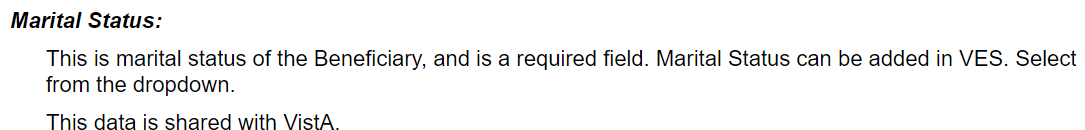 Marital Status:
This is marital status of the Beneficiary, and is a required field. Marital Status can be added in VES. Select
from the dropdown.
This data is shared with VistA.